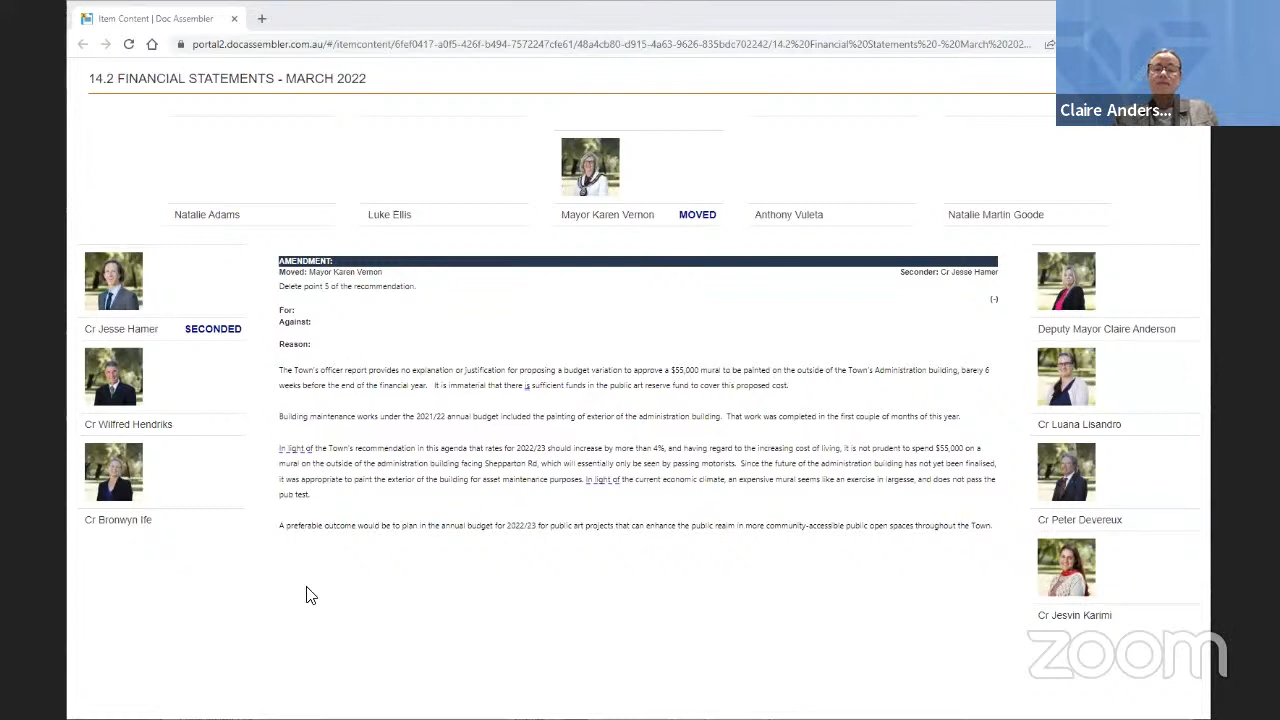 Item Content | Doc Assembler
portal2.docassembler.com.au/#/itemcontent/6fef0417-a0f5-426f-b494-7572247cfe61/48a4cb80-d915-4a63-9626-835bdc702242/14.2%20Financial%20Statements%20-%20March%20202...
14.2 FINANCIAL STATEMENTS - MARCH 2022
Claire Anders...
Natalie Adams
Luke Ellis
Mayor Karen Vernon MOVED
Anthony Vuleta
Natalie Martin Goode
AMENDMENT:
Moved: Mayor Karen Vernon Seconder: Cr Jesse Hamer
Delete point 5 of the recommendation.
(-)
For:
Against:
Reason:
The Town's officer report provides no explanation or justification for proposing a budget variation to approve a $55,000 mural to be painted on the outside of the Town's Administration building, barely 6
weeks before the end of the financial year. It is immaterial that there is sufficient funds in the public art reserve fund to cover this proposed cost.
Building maintenance works under the 2021/22 annual budget included the painting of exterior of the administration building. That work was completed in the first couple of months of this year.
In light of the Town's recommendation in this agenda that rates for 2022/23 should increase by more than 4%, and having regard to the increasing cost of living, it is not prudent to spend $55,000 on a
mural on the outside of the administration building facing Shepparton Rd, which will essentially only be seen by passing motorists. Since the future of the administration building has not yet been finalised,
it was appropriate to paint the exterior of the building for asset maintenance purposes. In light of the current economic climate, an expensive mural seems like an exercise in largesse, and does not pass the
pub test.
A preferable outcome would be to plan in the annual budget for 2022/23 for public art projects that can enhance the public realm in more community-accessible public open spaces throughout the Town.
Cr Jesse Hamer SECONDED
Cr Wilfred Hendriks
Cr Bronwyn Ife
Deputy Mayor Claire Anderson
Cr Luana Lisandro
Cr Peter Devereux
Cr Jesvin Karimi
zoom